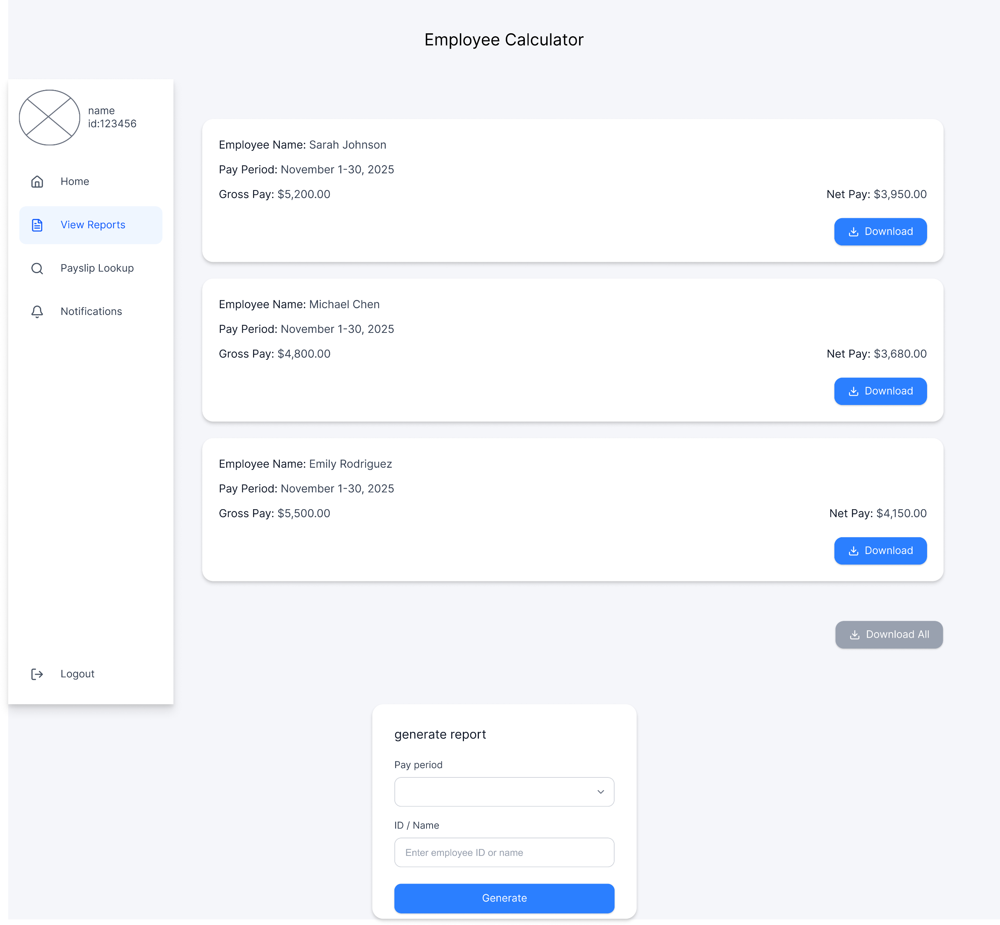 Employee Calculator
name
id:123456
Home
View Reports
Payslip Lookup
Notifications
Logout
Employee Name: Sarah Johnson
Pay Period: November 1-30, 2025
Gross Pay: $5,200.00
Net Pay: $3,950.00
Download
Employee Name: Michael Chen
Pay Period: November 1-30, 2025
Gross Pay: $4,800.00
Net Pay: $3,680.00
Download
Employee Name: Emily Rodriguez
Pay Period: November 1-30, 2025
Gross Pay: $5,500.00
Net Pay: $4,150.00
Download
Download All
generate report
Pay period
ID / Name
Enter employee ID or name
Generate